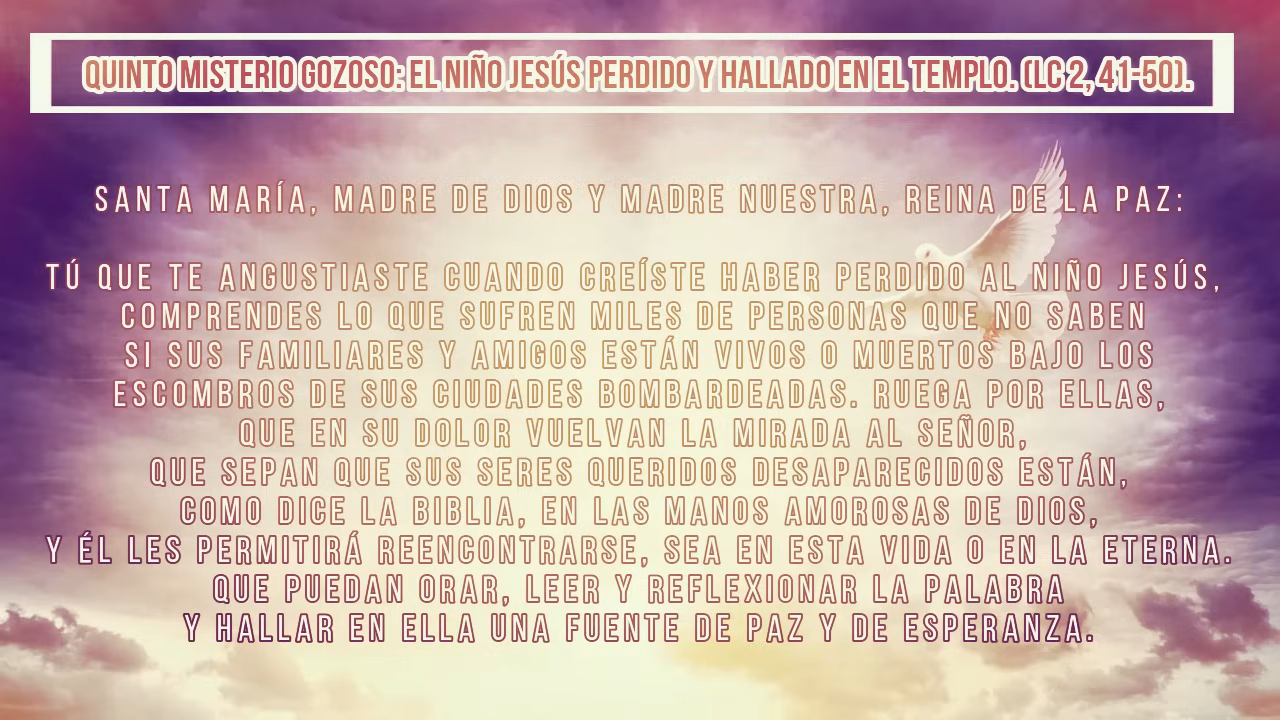 QUINTO MISTERIO GOZOSO: EL NIÑO JESÚS PERDIDO Y HALLADO EN EL TEMPLO. (LC 2, 41-50).
SANTA MARÍA, MADRE DE DIOS Y MADRE NUESTRA, REINA DE LA PAZ:
TÚ QUE TE ANGUSTIASTE CUANDO CREÍSTE HABER PERDIDO AL NIÑO JESÚS,
COMPRENDES LO QUE SUFREN MILES DE PERSONAS QUE NO SABEN
SI SUS FAMILIARES Y AMIGOS ESTÁN VIVOS O MUERTOS BAJO LOS
ESCOMBROS DE SUS CIUDADES BOMBARDEADAS. RUEGA POR ELLAS,
QUE EN SU DOLOR VUELVAN LA MIRADA AL SEÑOR,
QUE SEPAN QUE SUS SERES QUERIDOS DESAPARECIDOS ESTÁN,
COMO DICE LA BIBLIA, EN LAS MANOS AMOROSAS DE DIOS,
Y ÉL LES PERMITIRÁ REENCONTRARSE, SEA EN ESTA VIDA O EN LA ETERNA.
QUE PUEDAN ORAR, LEER Y REFLEXIONAR LA PALABRA
Y HALLAR EN ELLA UNA FUENTE DE PAZ Y DE ESPERANZA.